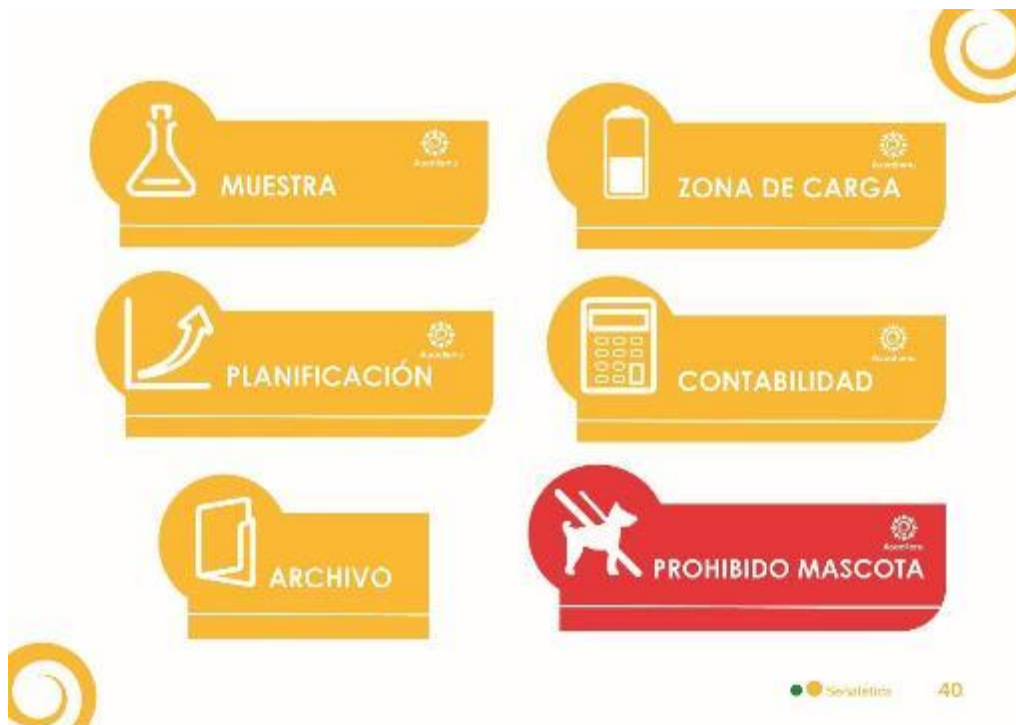 MUESTRA
ZONA DE CARGA
PLANIFICACIÓN
CONTABILIDAD
ARCHIVO
PROHIBIDO MASCOTA
Señalética 40